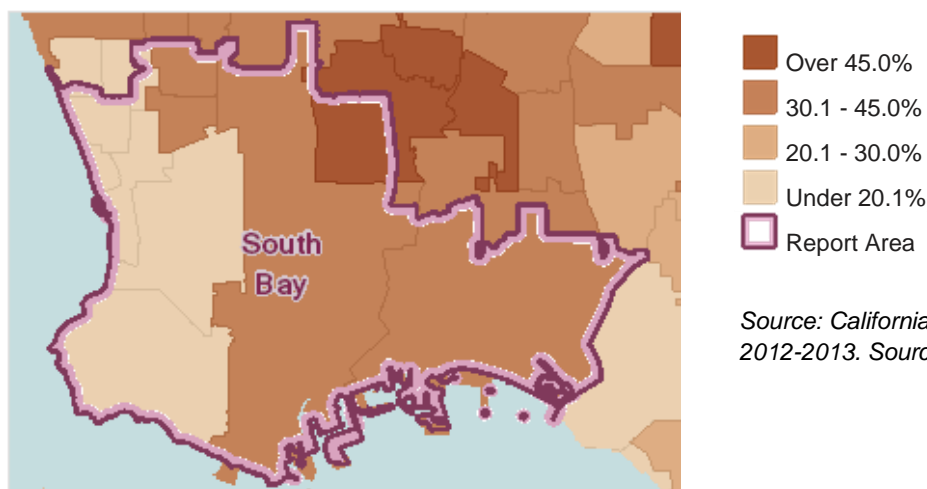 South
Bay
Over 45.0%
30.1 - 45.0%
20.1 - 30.0%
Under 20.1%
Report Area
Source: California
2012-2013. Sourc